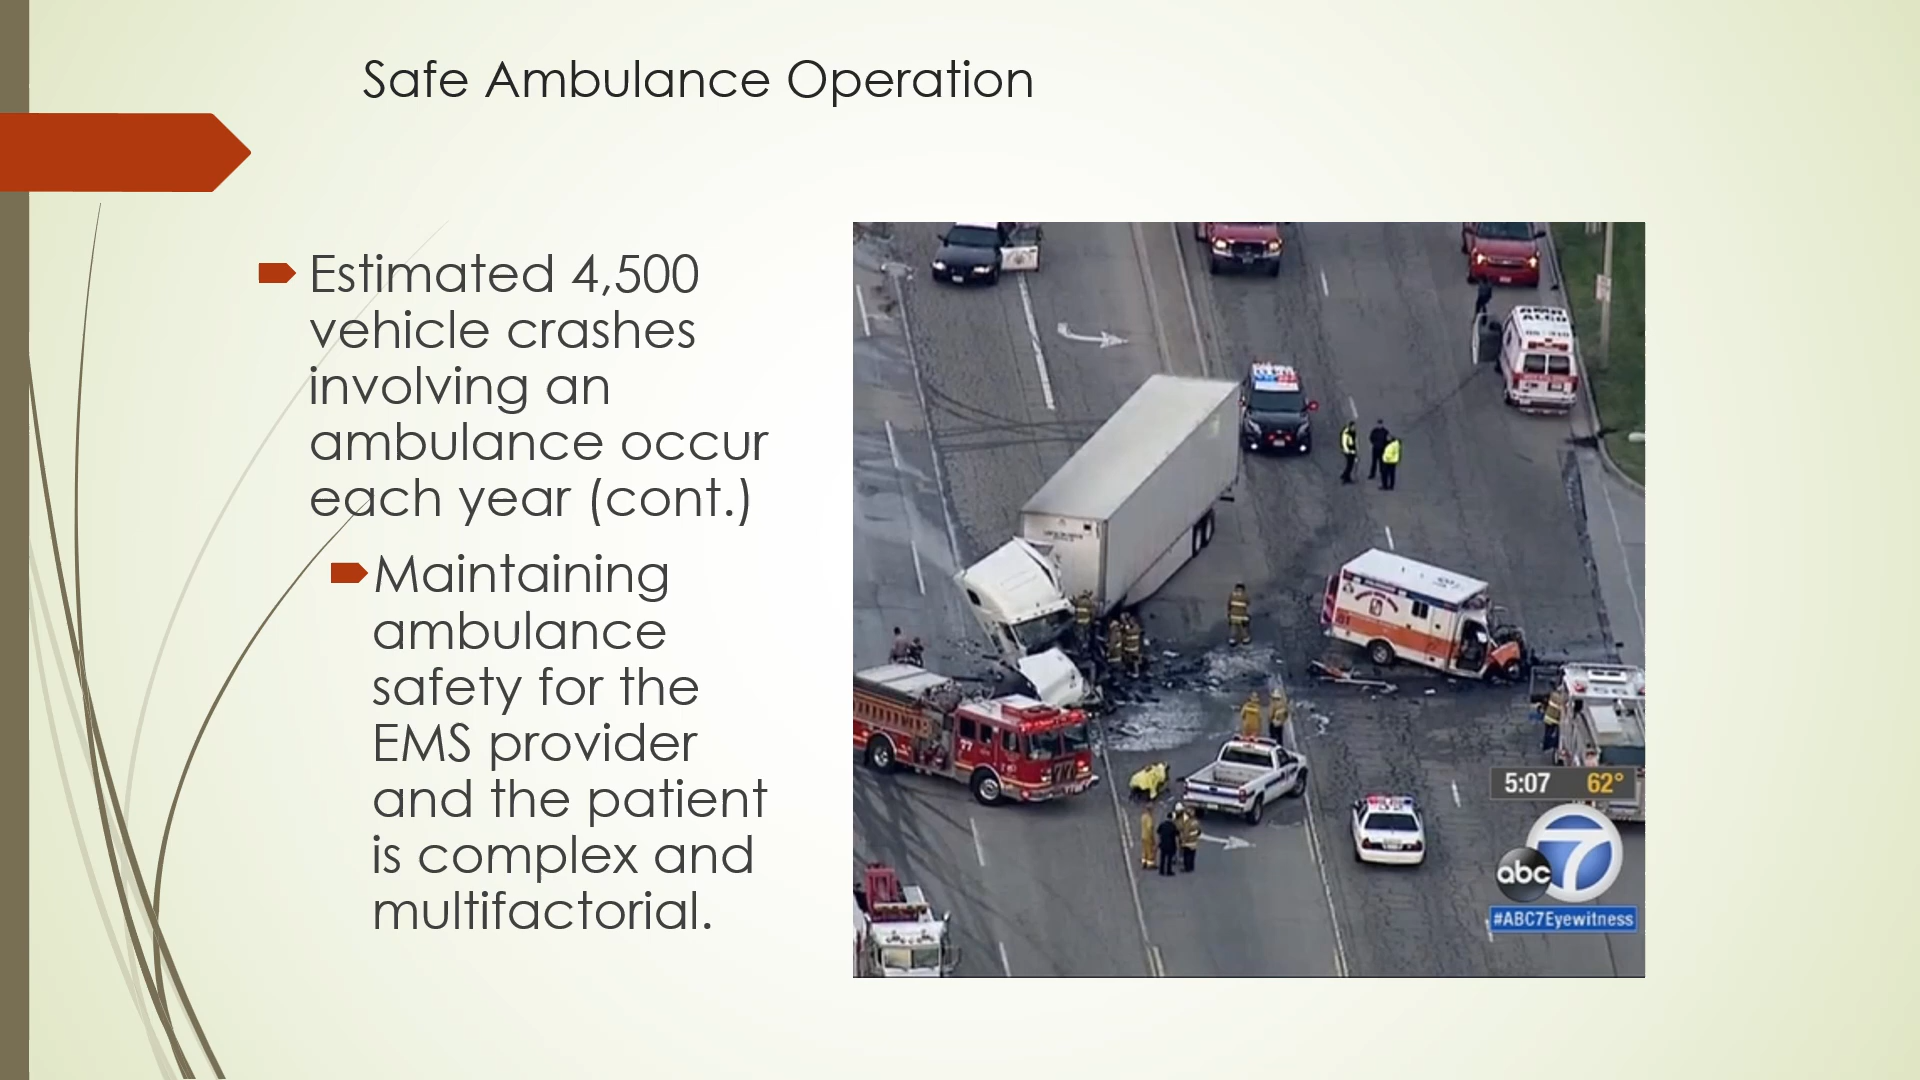 Safe Ambulance Operation
Estimated 4,500
vehicle crashes
involving an
ambulance occur
each year (cont.)
Maintaining
ambulance
safety for the
EMS provider
and the patient
is complex and
multifactorial.
77
5:07 62°
abc 7
#ABC7Eyewitness